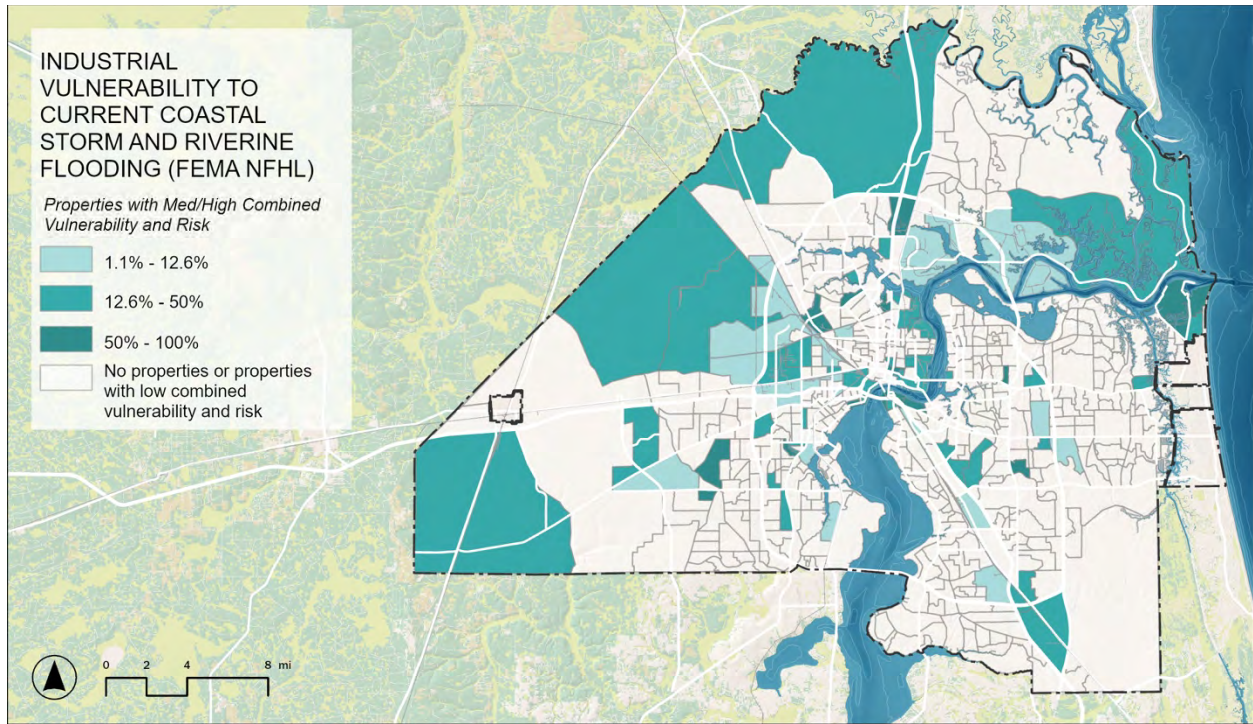 INDUSTRIAL
VULNERABILITY TO
CURRENT COASTAL
STORM AND RIVERINE
FLOODING (FEMA NFHL)
Properties with Med/High Combined
Vulnerability and Risk
1.1% - 12.6%
12.6% - 50%
50% - 100%
No properties or properties
with low combined
vulnerability and risk
0 2 4 8 mi